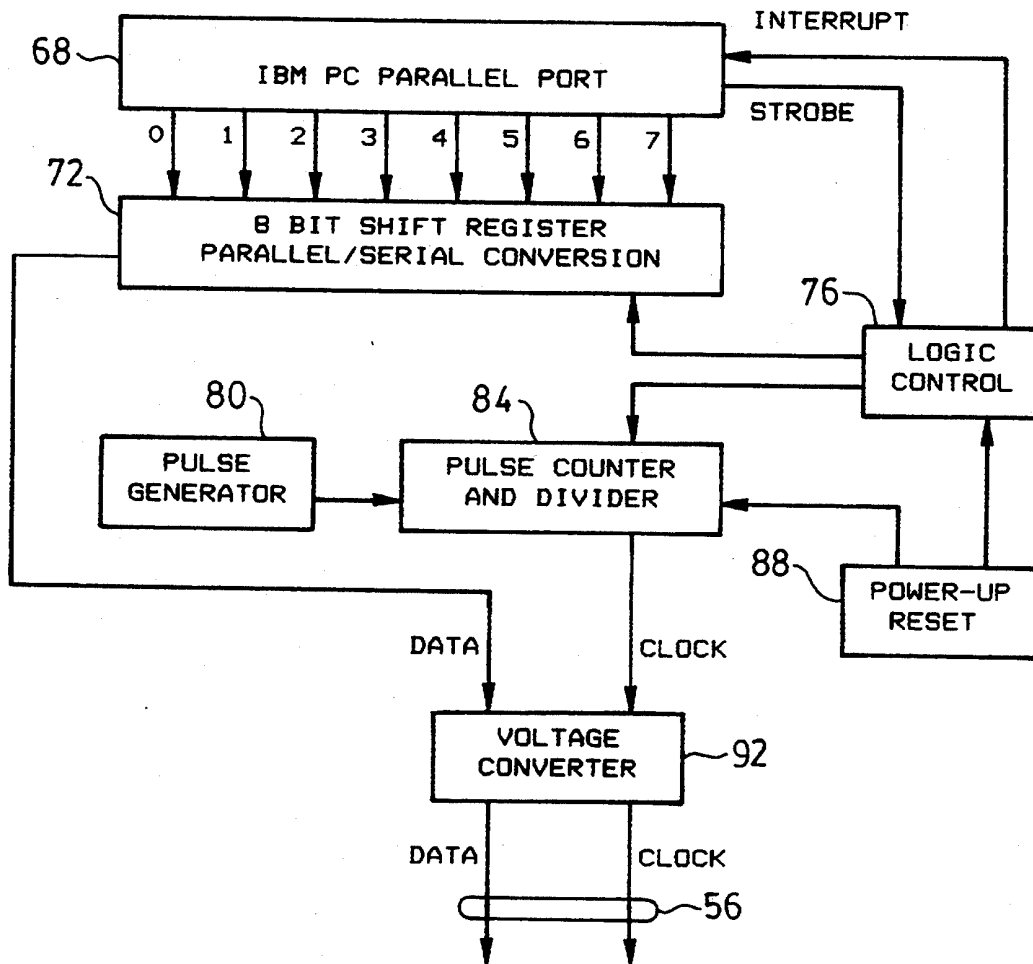 INTERRUPT
68
IBM PC PARALLEL PORT
STROBE
0 1 2 3 4 5 6 7
72
8 BIT SHIFT REGISTER
PARALLEL/SERIAL CONVERSION
76
LOGIC
CONTROL
80
84
PULSE
GENERATOR
PULSE COUNTER
AND DIVIDER
88
POWER-UP
RESET
DATA
CLOCK
VOLTAGE
CONVERTER
92
DATA
CLOCK
56